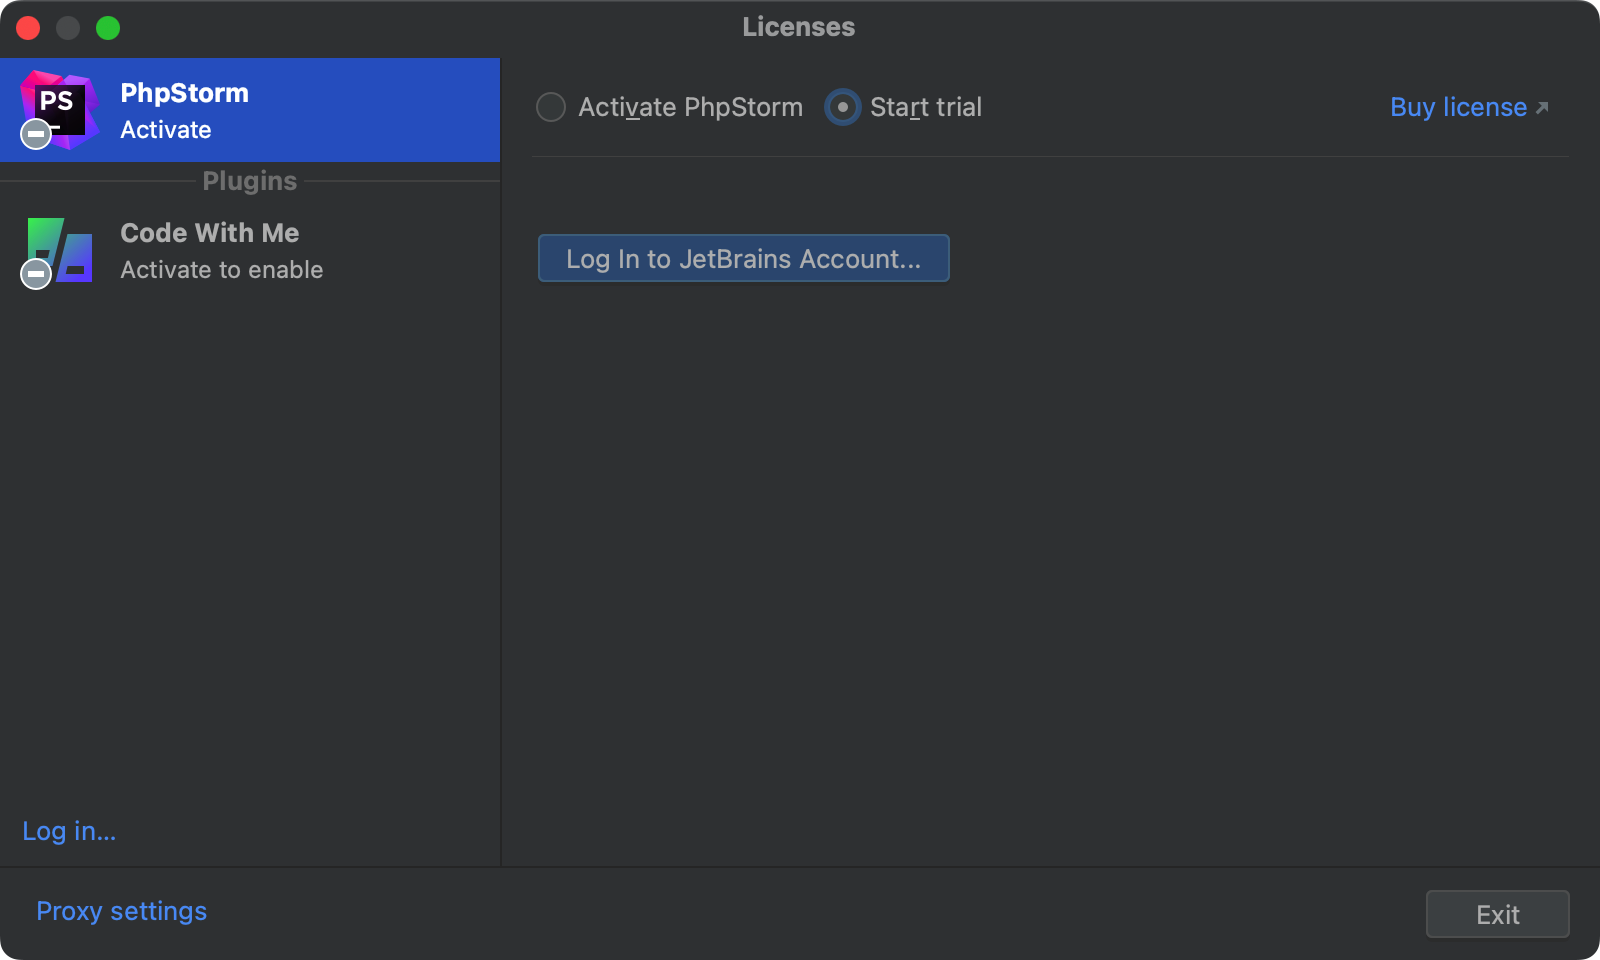 Licenses
PS
PhpStorm
Activate
Plugins
Code With Me
Activate to enable
Log in...
Activate PhpStorm
Start trial
Buy license
Log In to JetBrains Account...
Proxy settings
Exit